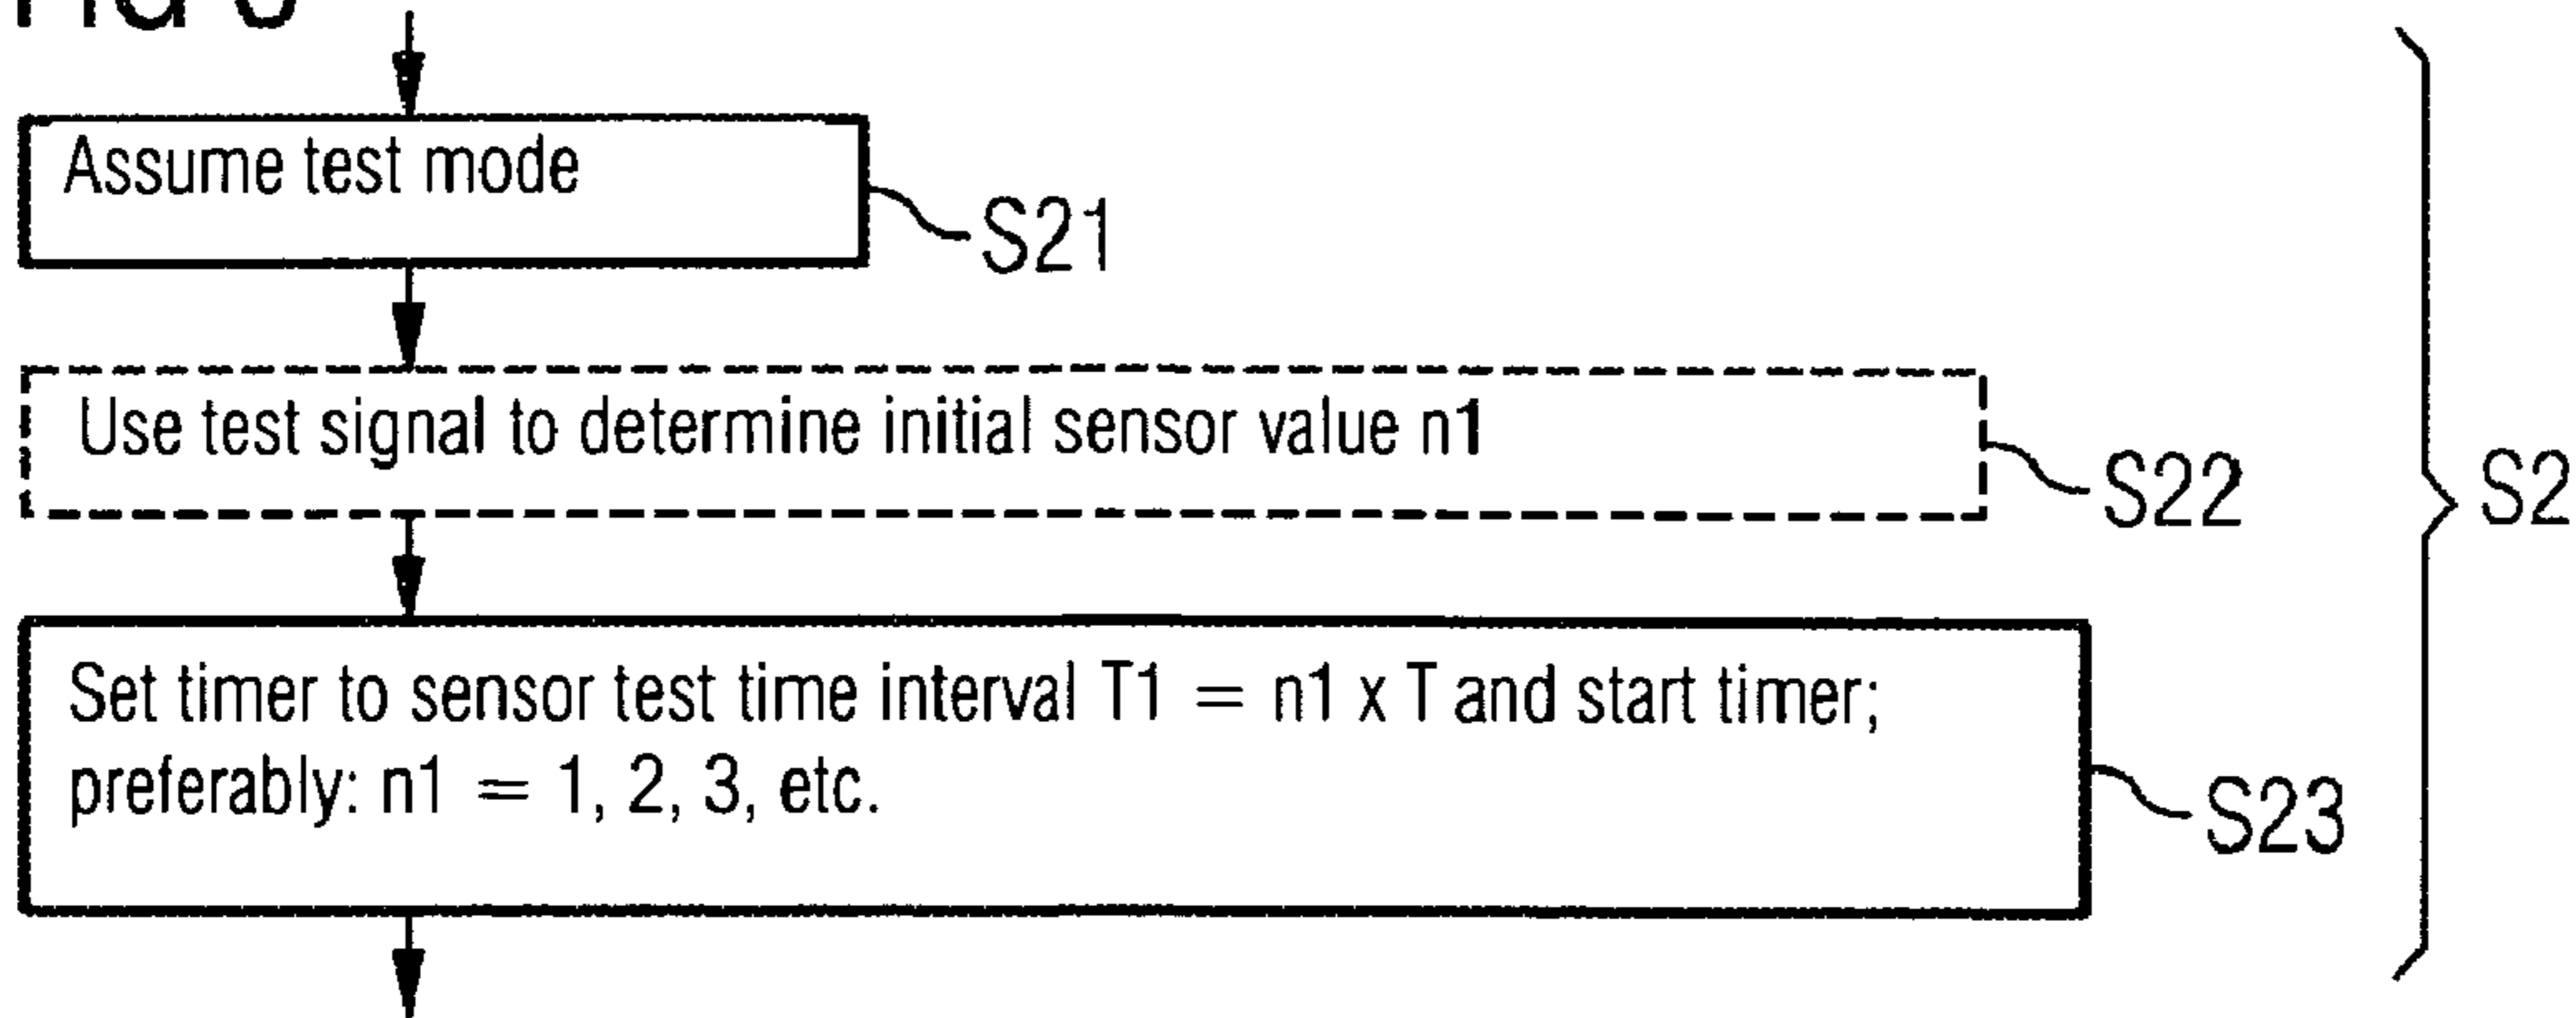 Assume test mode
S21
Use test signal to determine initial sensor value n1
S22
S2
Set timer to sensor test time interval T1 = n1 x T and start timer;
preferably: n1 = 1, 2, 3, etc.
S23